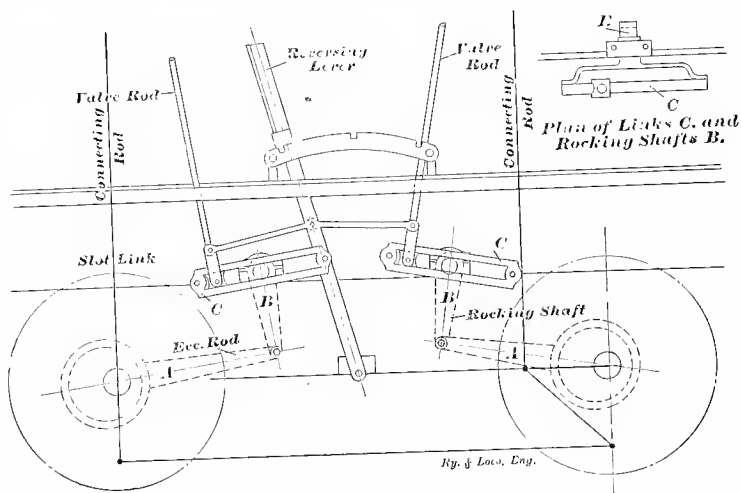 Reversing
Lever
Valve
Rod
E
C
Plan of Links C. and
Rocking Shafts B.
Valve Rod
Connecting
Rod
Connecting
Rod
Slot Link
C
C
B
B
Rocking Shaft
Ecc. Rod
A
A
Ry. & Loco. Eng.